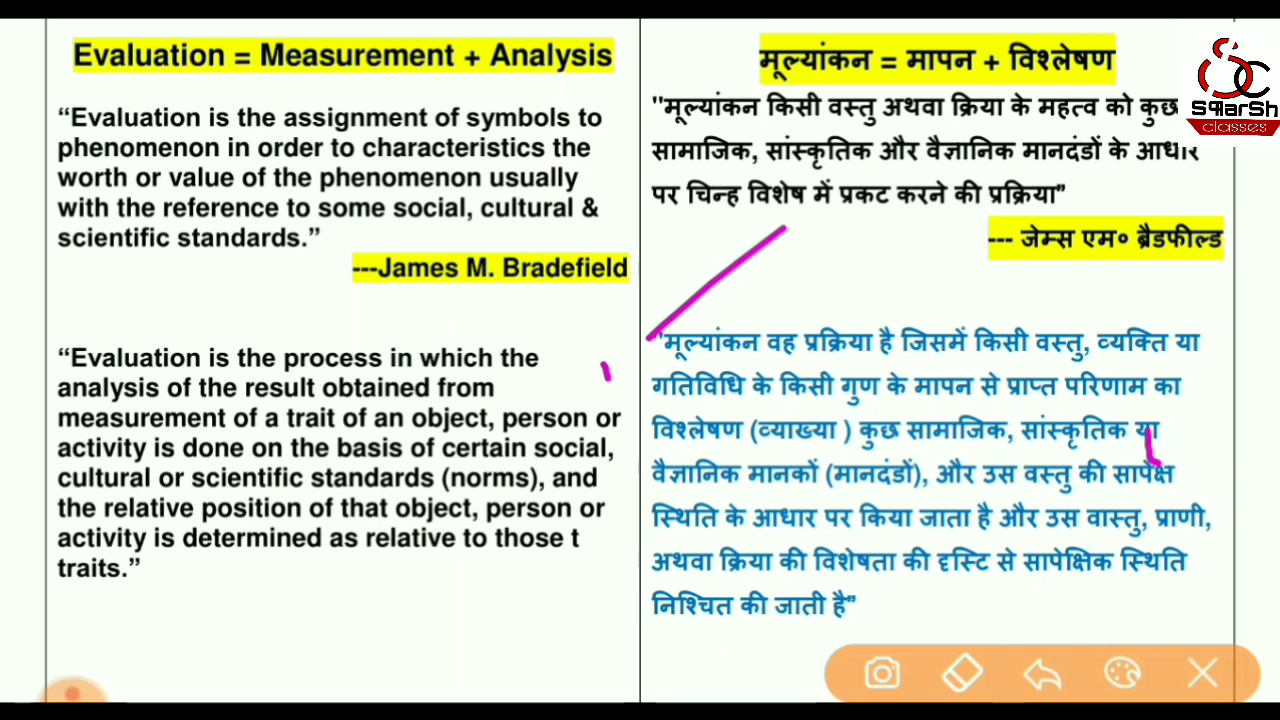 Evaluation = Measurement + Analysis
“Evaluation is the assignment of symbols to
phenomenon in order to characteristics the
worth or value of the phenomenon usually
with the reference to some social, cultural &
scientific standards.”
---James M. Bradefield
“Evaluation is the process in which the
analysis of the result obtained from
measurement of a trait of an object, person or
activity is done on the basis of certain social,
cultural or scientific standards (norms), and
the relative position of that object, person or
activity is determined as relative to those t
traits.”
मूल्यांकन = मापन + विश्लेषण
"मूल्यांकन किसी वस्तु अथवा क्रिया के महत्व को कुछ
सामाजिक, सांस्कृतिक और वैज्ञानिक मानदंडों के आधार
पर चिन्ह विशेष में प्रकट करने की प्रक्रिया”
--- जेम्स एम० ब्रैडफील्ड
"मूल्यांकन वह प्रक्रिया है जिसमें किसी वस्तु, व्यक्ति या
गतिविधि के किसी गुण के मापन से प्राप्त परिणाम का
विश्लेषण (व्याख्या ) कुछ सामाजिक, सांस्कृतिक या
वैज्ञानिक मानकों (मानदंडों), और उस वस्तु की सापेक्ष
स्थिति के आधार पर किया जाता है और उस वास्तु, प्राणी,
अथवा क्रिया की विशेषता की दृस्टि से सापेक्षिक स्थिति
निश्चित की जाती है”
classes